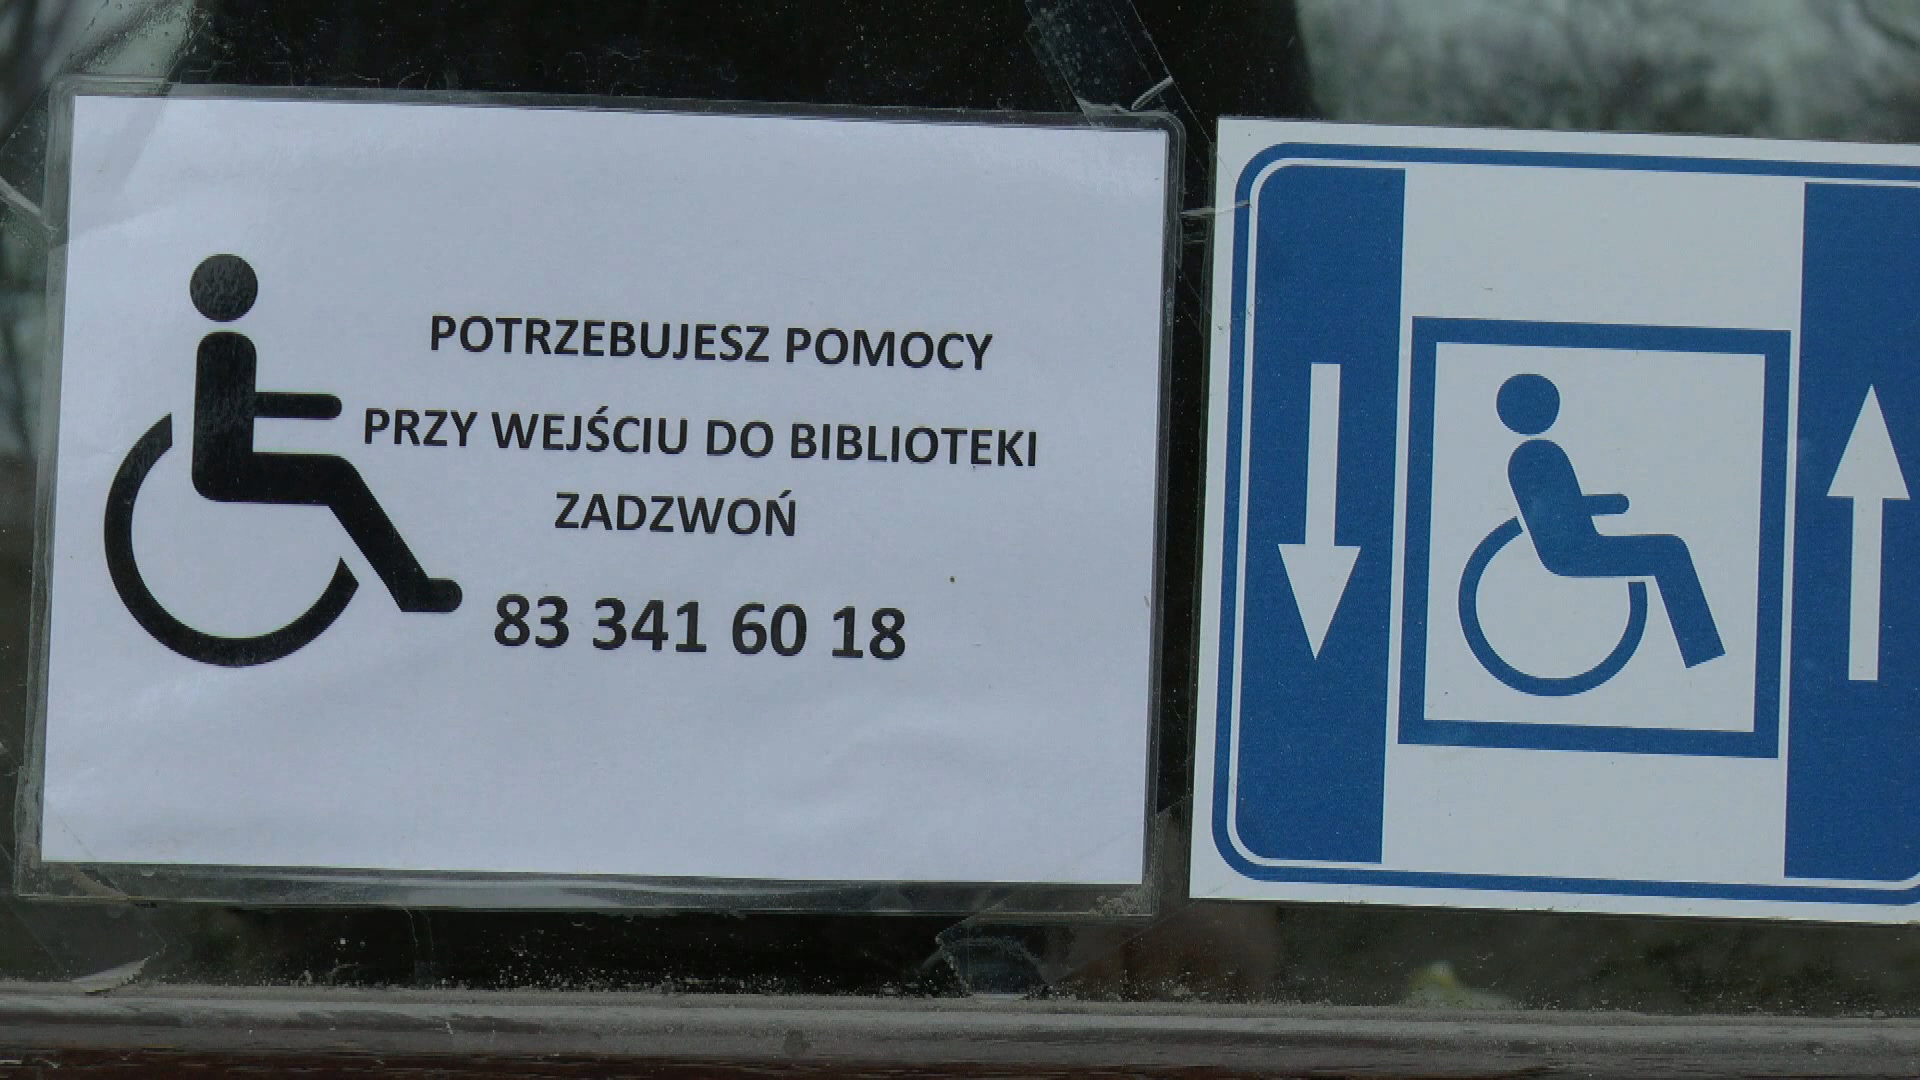 POTRZEBUJESZ POMOCY
PRZY WEJŚCIU DO BIBLIOTEKI
ZADZWOŃ
83 341 60 18